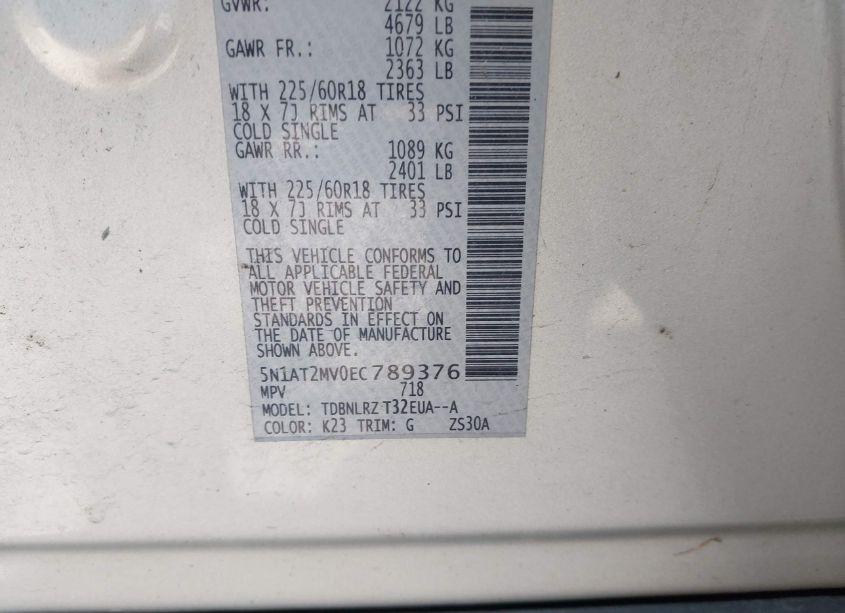 GVWR: 2122 KG
4679 LB
GAWR FR.: 1072 KG
2363 LB
WITH 225/60R18 TIRES
18 X 7J RIMS AT 33 PSI
COLD SINGLE
GAWR RR.: 1089 KG
2401 LB
WITH 225/60R18 TIRES
18 X 7J RIMS AT 33 PSI
COLD SINGLE
THIS VEHICLE CONFORMS TO
ALL APPLICABLE FEDERAL
MOTOR VEHICLE SAFETY AND
THEFT PREVENTION
STANDARDS IN EFFECT ON
THE DATE OF MANUFACTURE
SHOWN ABOVE.
5N1AT2MV0EC789376
MPV 718
MODEL: TDBNLRZ T32EUA--A
COLOR: K23 TRIM: G ZS30A